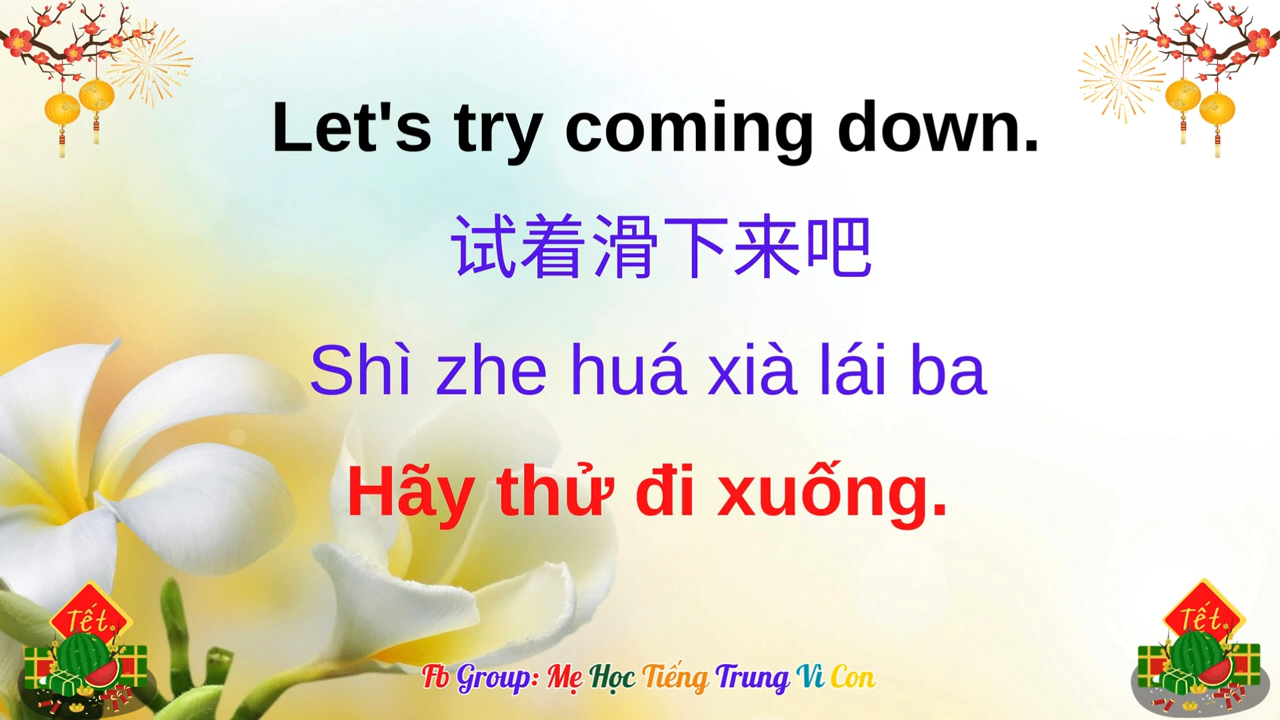 Let's try coming down.
试着滑下来吧
Shì zhe huá xià lái ba
Hãy thử đi xuống.
Tết
Tết
Fb Group: Mẹ Học Tiếng Trung Vì Con